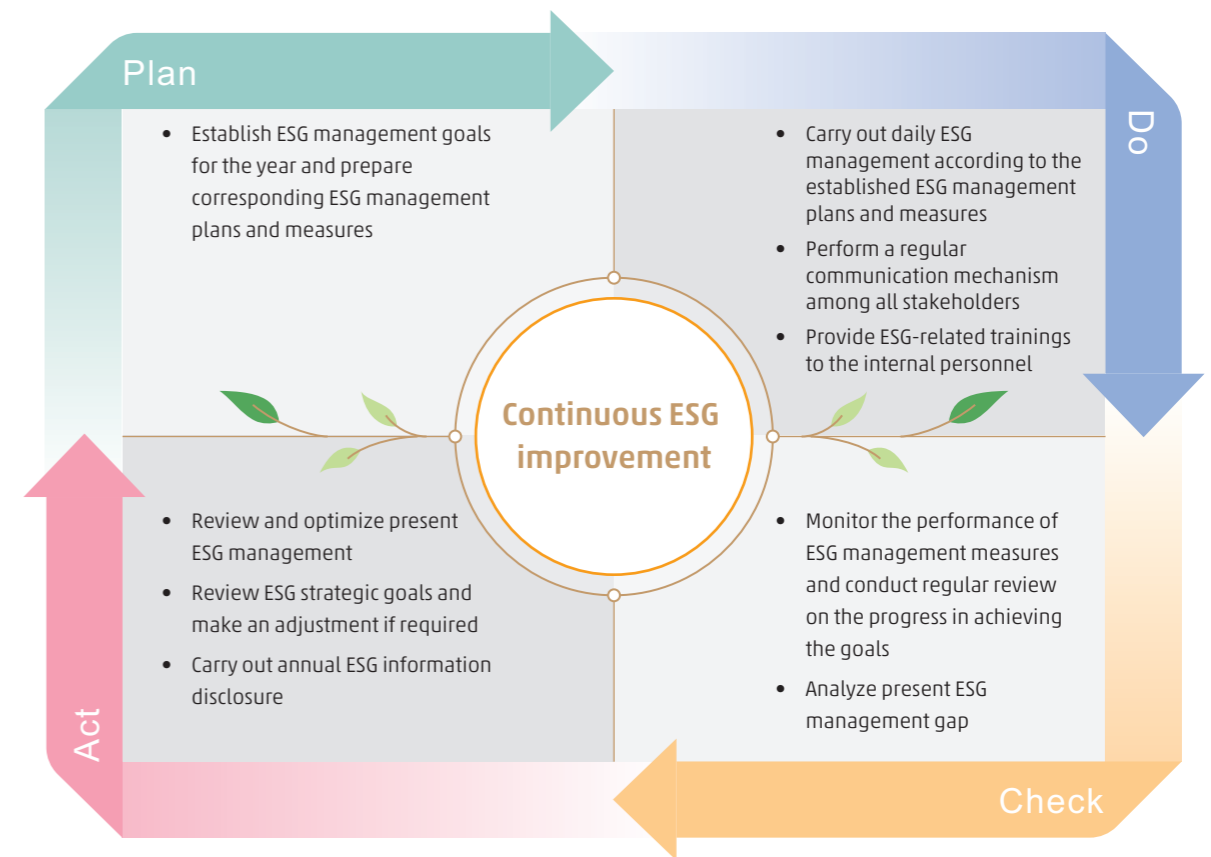 Plan
• Establish ESG management goals
for the year and prepare
corresponding ESG management
plans and measures
Do
• Carry out daily ESG
management according to the
established ESG management
plans and measures
• Perform a regular
communication mechanism
among all stakeholders
• Provide ESG-related trainings
to the internal personnel
Continuous ESG
improvement
Act
• Review and optimize present
ESG management
• Review ESG strategic goals and
make an adjustment if required
• Carry out annual ESG information
disclosure
• Monitor the performance of
ESG management measures
and conduct regular review
on the progress in achieving
the goals
• Analyze present ESG
management gap
Check